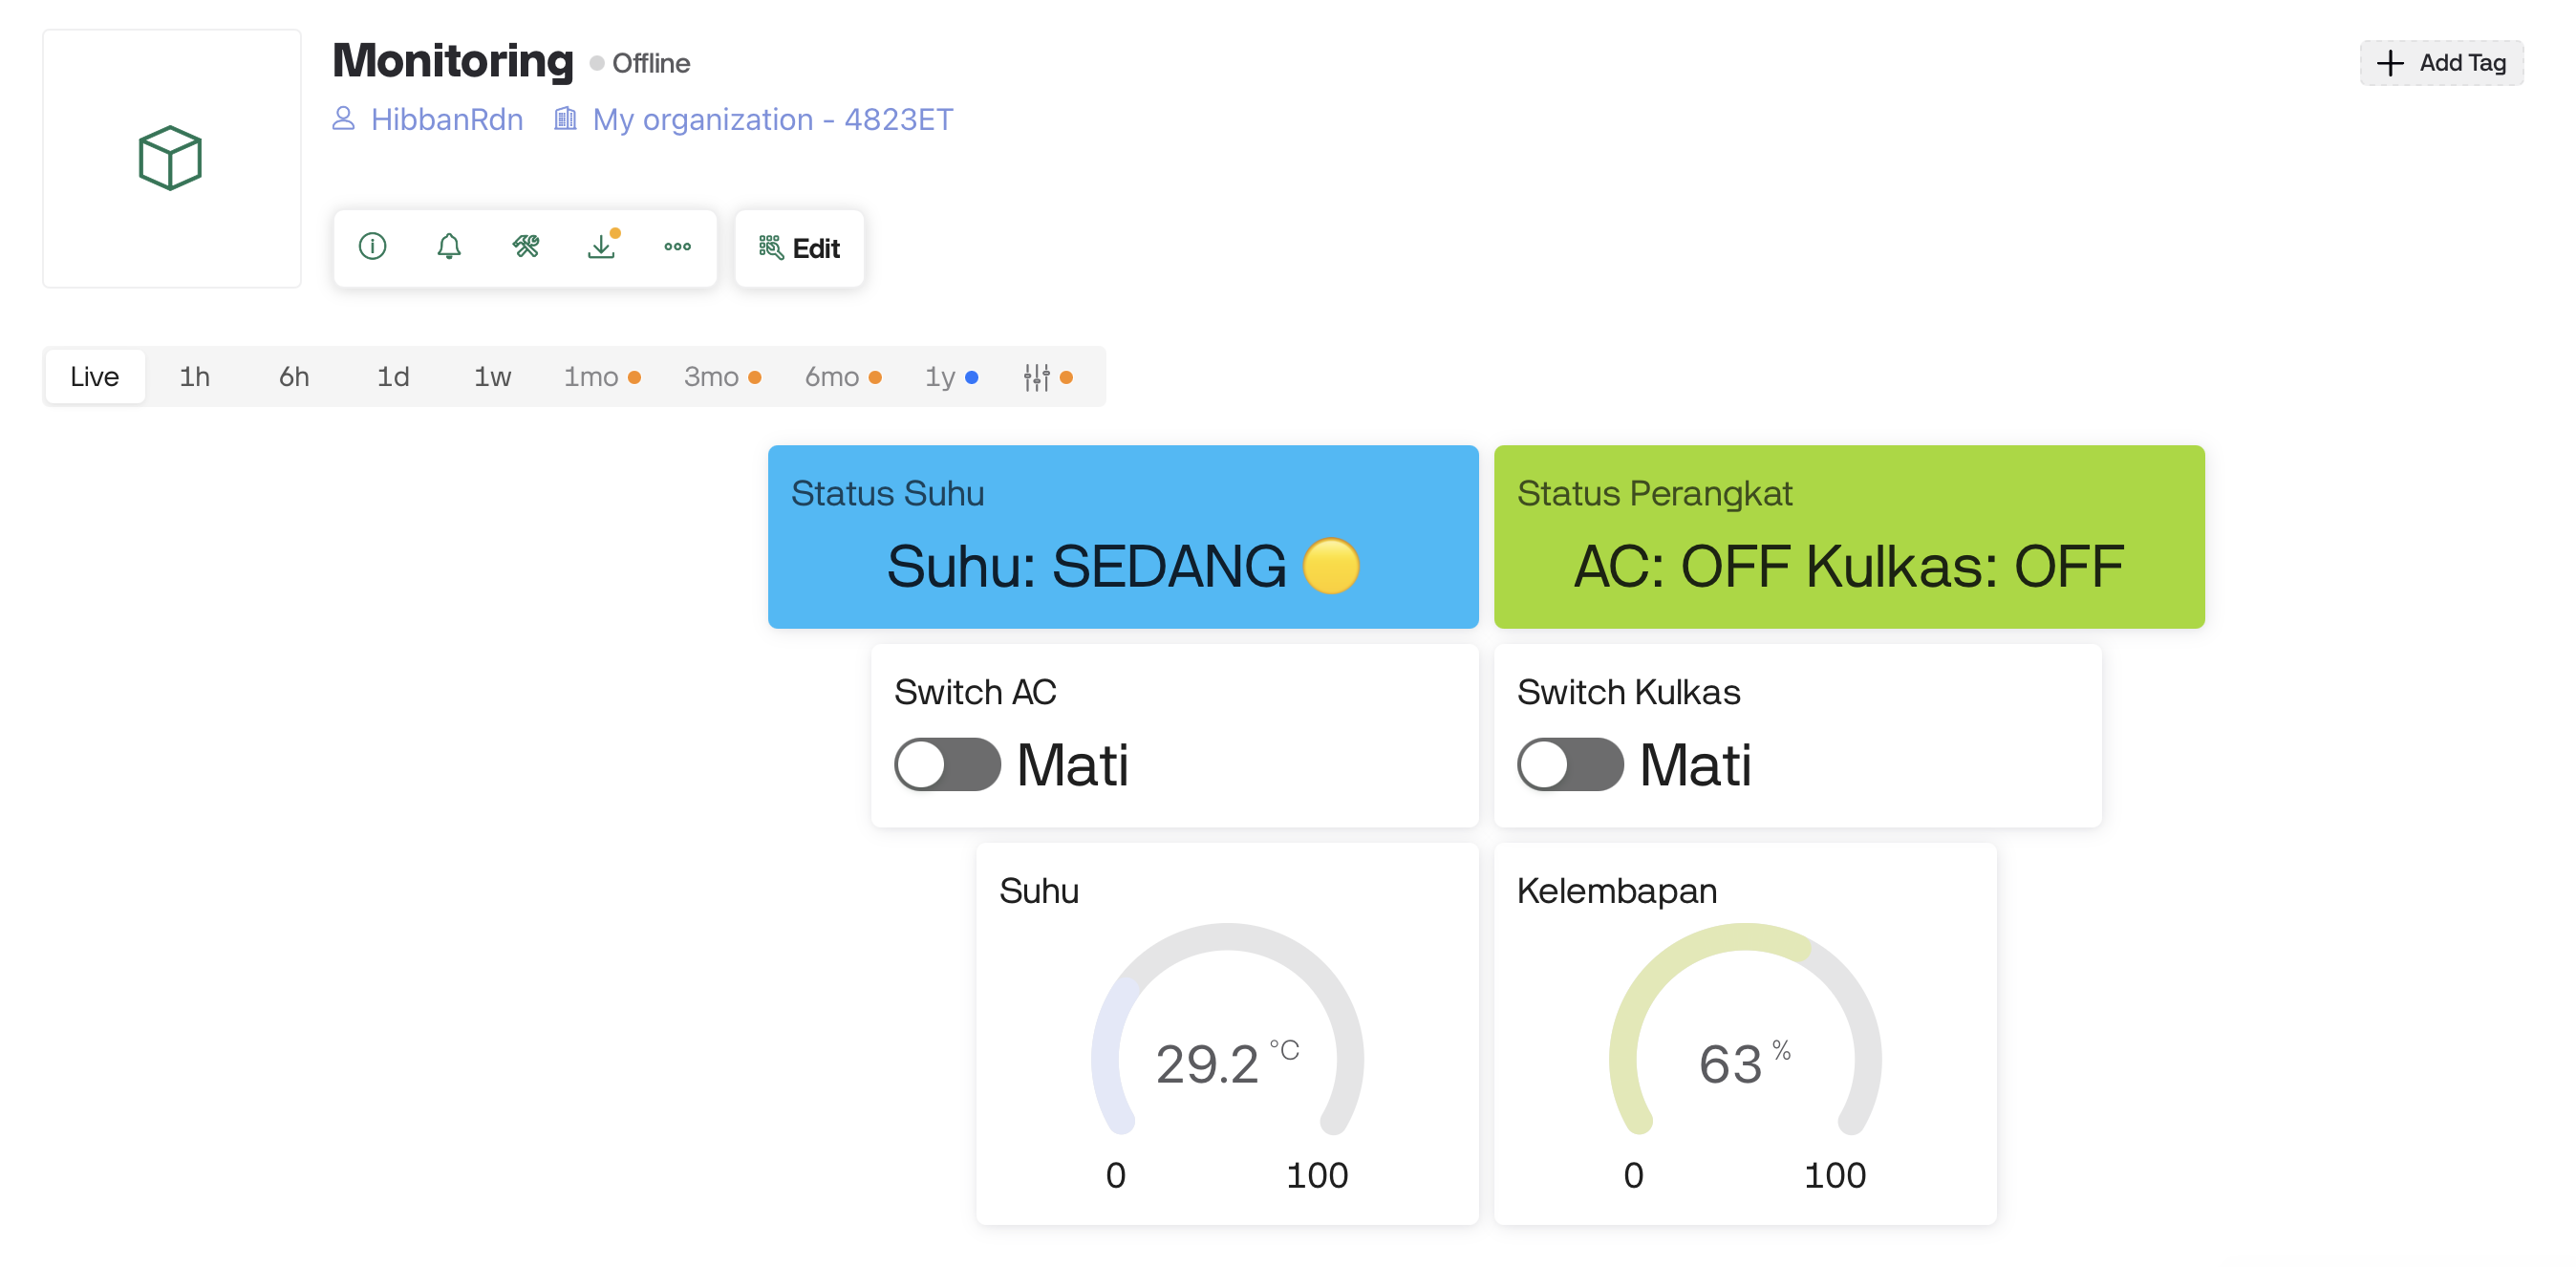 Monitoring Offline
Add Tag
HibbanRdn My organization - 4823ET
Edit
Live 1h 6h 1d 1w 1mo 3mo 6mo 1y
Status Suhu
Suhu: SEDANG 🟡
Status Perangkat
AC: OFF Kulkas: OFF
Switch AC
Mati
Switch Kulkas
Mati
Suhu
29.2 °C
0 100
Kelembapan
63 %
0 100